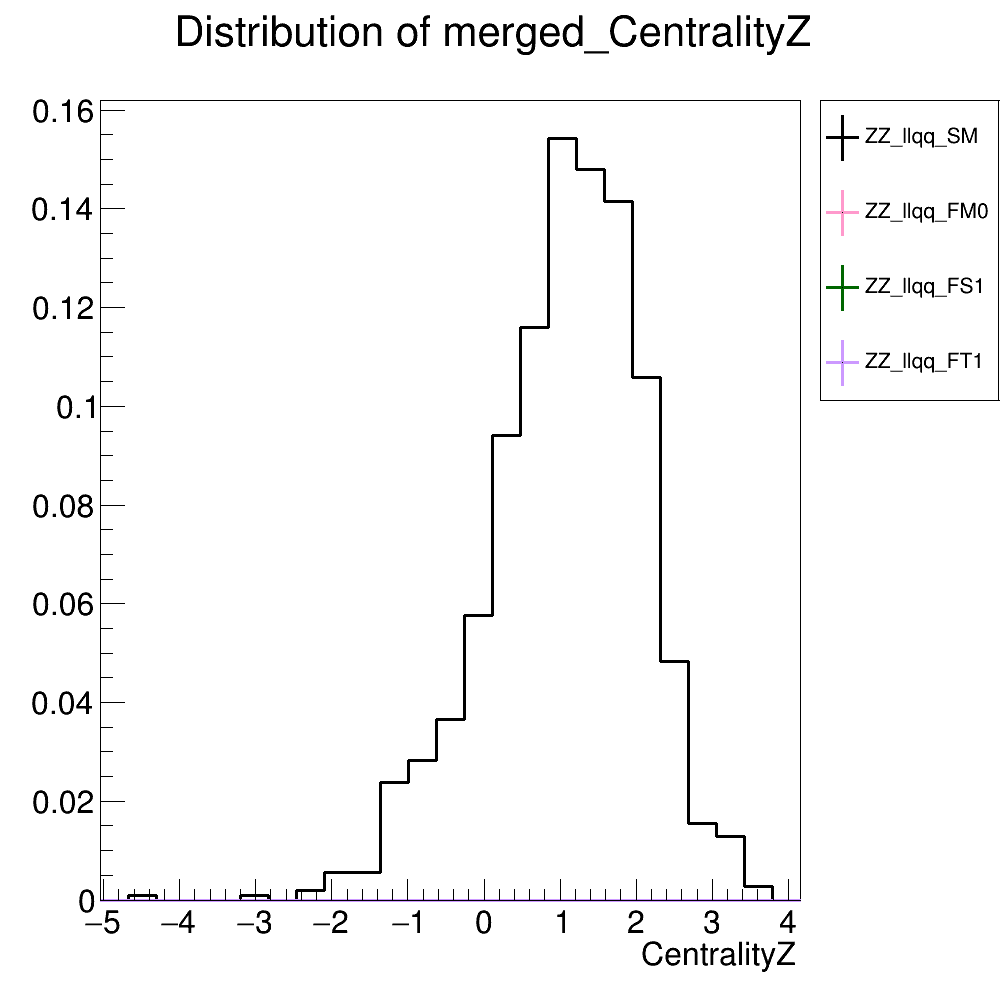 Distribution of merged_CentralityZ
0.16
0.14
0.12
0.1
0.08
0.06
0.04
0.02
0
−5 −4 −3 −2 −1 0 1 2 3 4
CentralityZ
ZZ_llqq_SM
ZZ_llqq_FM0
ZZ_llqq_FS1
ZZ_llqq_FT1